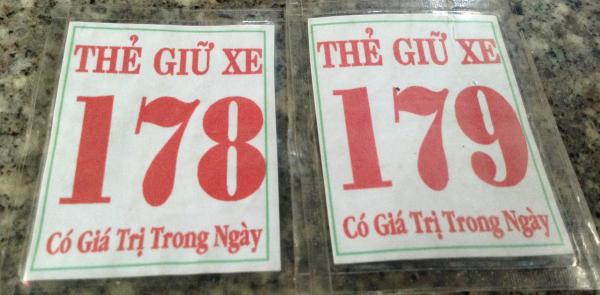 THẺ GIỮ XE
178
Có Giá Trị Trong Ngày
THẺ GIỮ XE
179
Có Giá Trị Trong Ngày